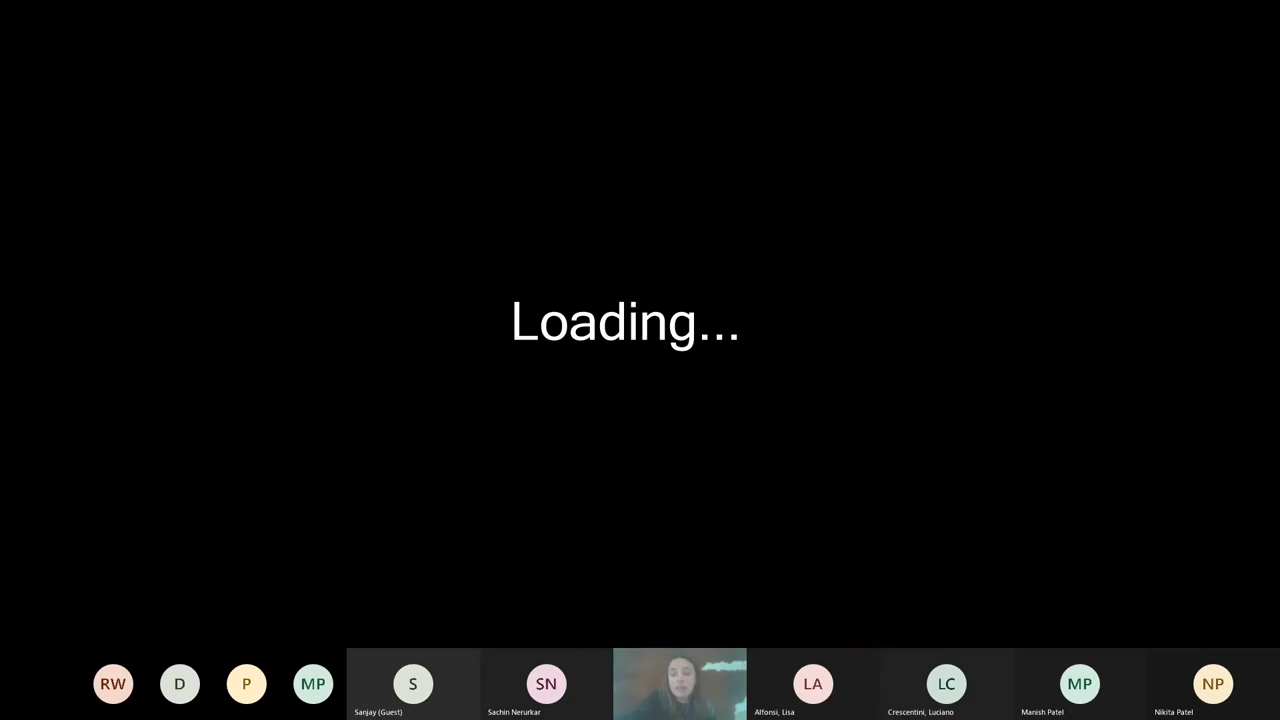 Loading...
RW
D
P
MP
S
SN
LA
LC
MP
NP
Sanjay (Guest)
Sachin Nerurkar
Alfonsi, Lisa
Crescentini, Luciano
Manish Patel
Nikita Patel